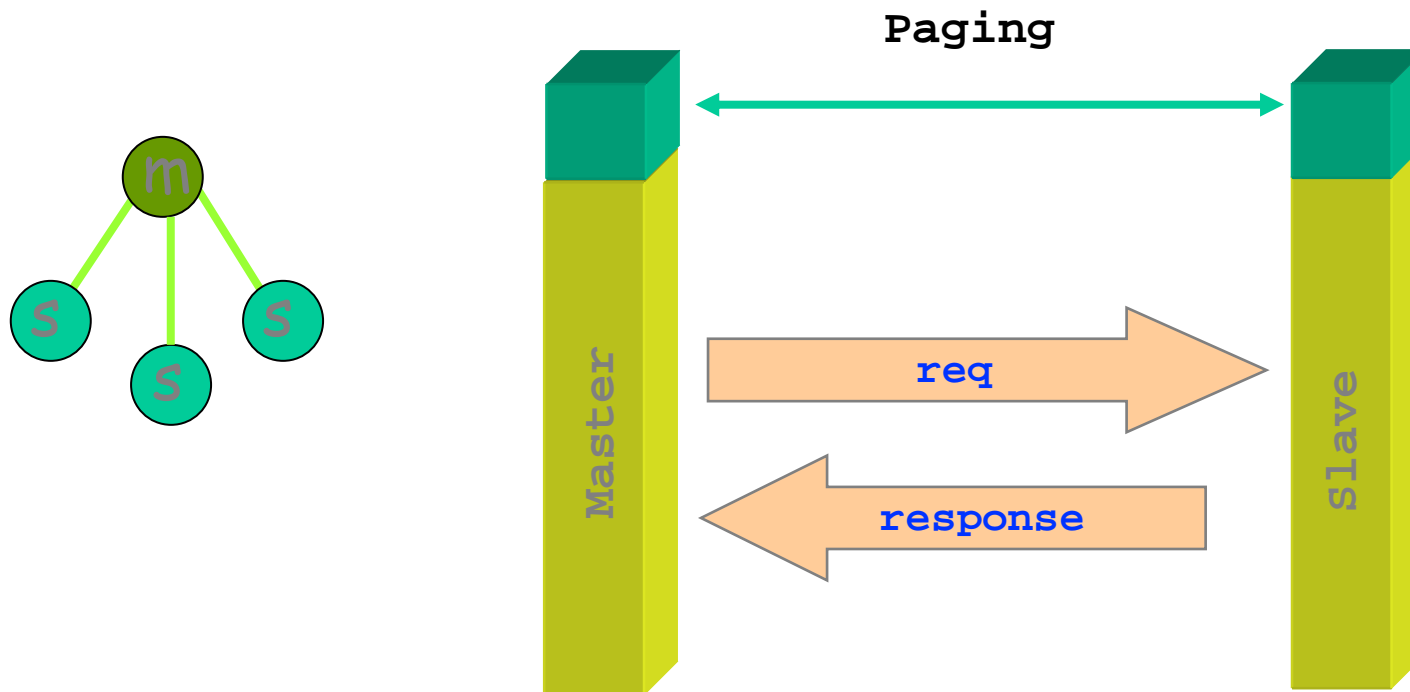 Paging
m
s
s
s
Master
req
response
Slave